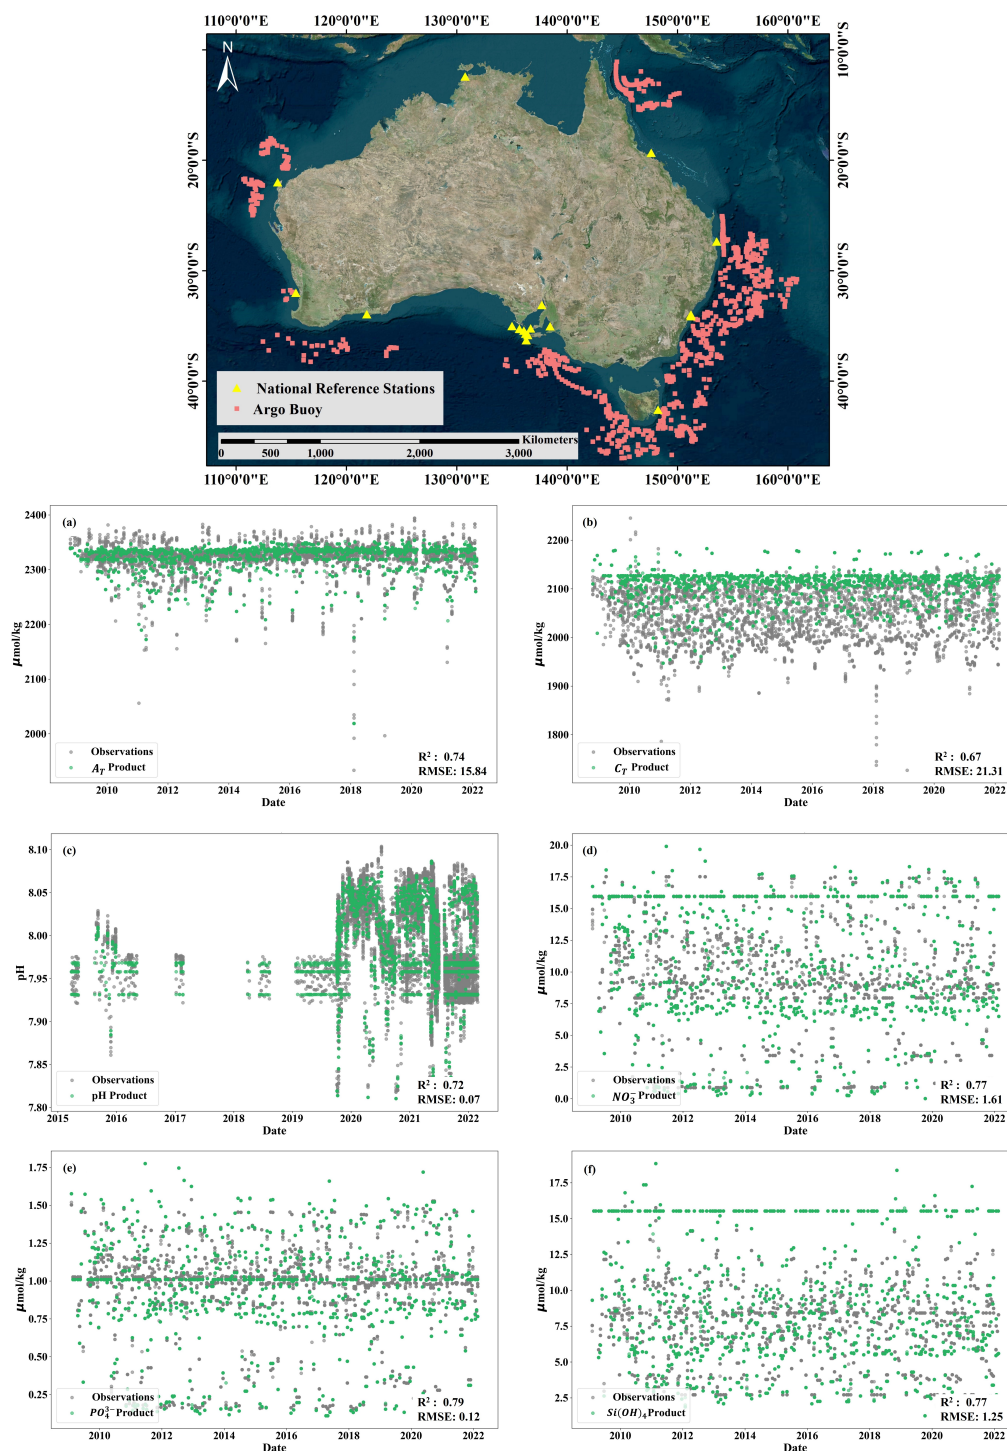 110°0'0"E 120°0'0"E 130°0'0"E 140°0'0"E 150°0'0"E 160°0'0"E
N
10°0'0"S
20°0'0"S 20°0'0"S
30°0'0"S 30°0'0"S
40°0'0"S 40°0'0"S
National Reference Stations
Argo Buoy
Kilometers
0 500 1,000 2,000 3,000
110°0'0"E 120°0'0"E 130°0'0"E 140°0'0"E 150°0'0"E 160°0'0"E
(a)
μmol/kg
2400
2300
2200
2100
2000
Observations
A_T Product
R² : 0.74
RMSE: 15.84
2010 2012 2014 2016 2018 2020 2022
Date
(b)
μmol/kg
2200
2100
2000
1900
1800
Observations
C_T Product
R² : 0.67
RMSE: 21.31
2010 2012 2014 2016 2018 2020 2022
Date
(c)
pH
8.10
8.05
8.00
7.95
7.90
7.85
7.80
Observations
pH Product
R² : 0.72
RMSE: 0.07
2015 2016 2017 2018 2019 2020 2021 2022
Date
(d)
μmol/kg
20.0
17.5
15.0
12.5
10.0
7.5
5.0
2.5
0.0
Observations
NO₃⁻ Product
R² : 0.77
RMSE: 1.61
2010 2012 2014 2016 2018 2020 2022
Date
(e)
μmol/kg
1.75
1.50
1.25
1.00
0.75
0.50
0.25
Observations
PO₄³⁻ Product
R² : 0.79
RMSE: 0.12
2010 2012 2014 2016 2018 2020 2022
Date
(f)
μmol/kg
17.5
15.0
12.5
10.0
7.5
5.0
2.5
Observations
Si(OH)₄ Product
R² : 0.77
RMSE: 1.25
2010 2012 2014 2016 2018 2020 2022
Date